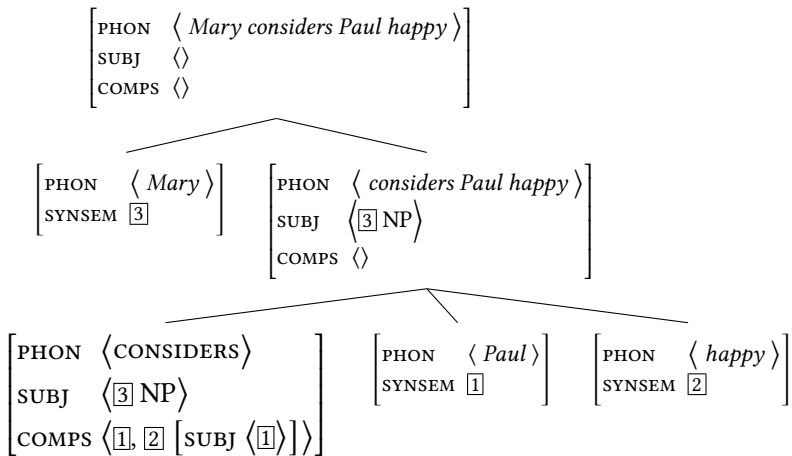 PHON ⟨ Mary considers Paul happy ⟩
SUBJ ⟨⟩
COMPS ⟨⟩
PHON ⟨ Mary ⟩
SYNSEM 3
PHON ⟨ considers Paul happy ⟩
SUBJ ⟨3 NP⟩
COMPS ⟨⟩
PHON ⟨CONSIDERS⟩
SUBJ ⟨3 NP⟩
COMPS ⟨1, 2 [SUBJ ⟨1⟩]⟩
PHON ⟨ Paul ⟩
SYNSEM 1
PHON ⟨ happy ⟩
SYNSEM 2